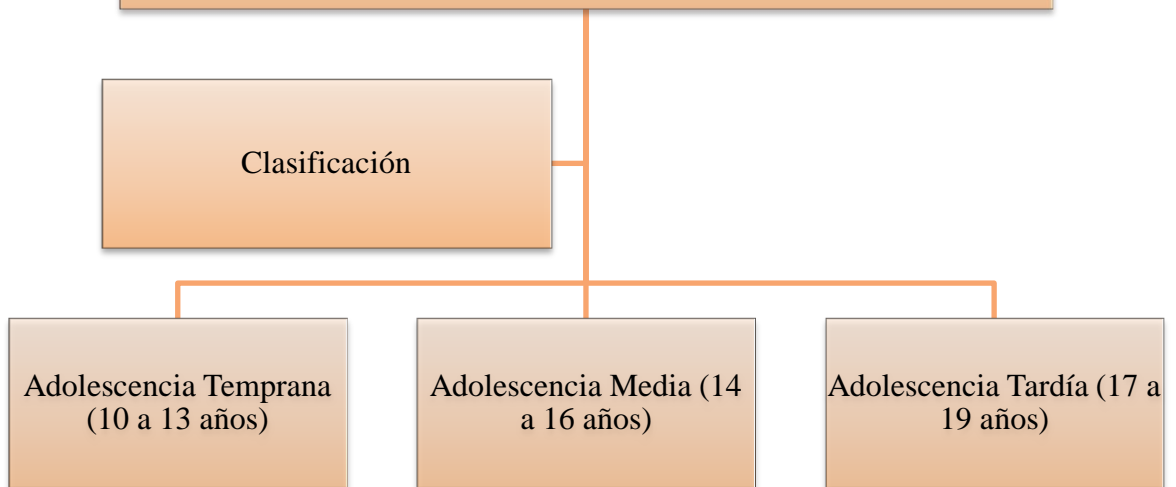 Clasificación
Adolescencia Temprana
(10 a 13 años)
Adolescencia Media (14
a 16 años)
Adolescencia Tardía (17 a
19 años)